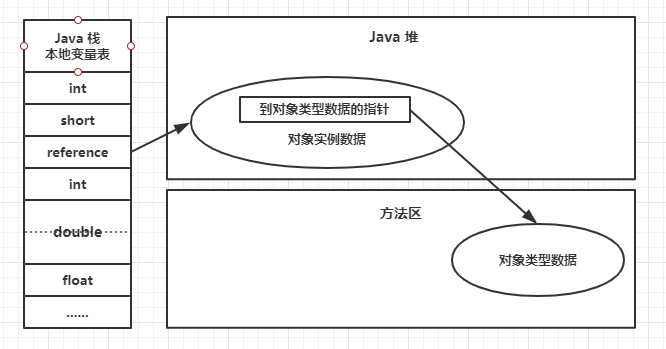 Java 栈
本地变量表
int
short
reference
int
double
float
......
Java 堆
到对象类型数据的指针
对象实例数据
方法区
对象类型数据